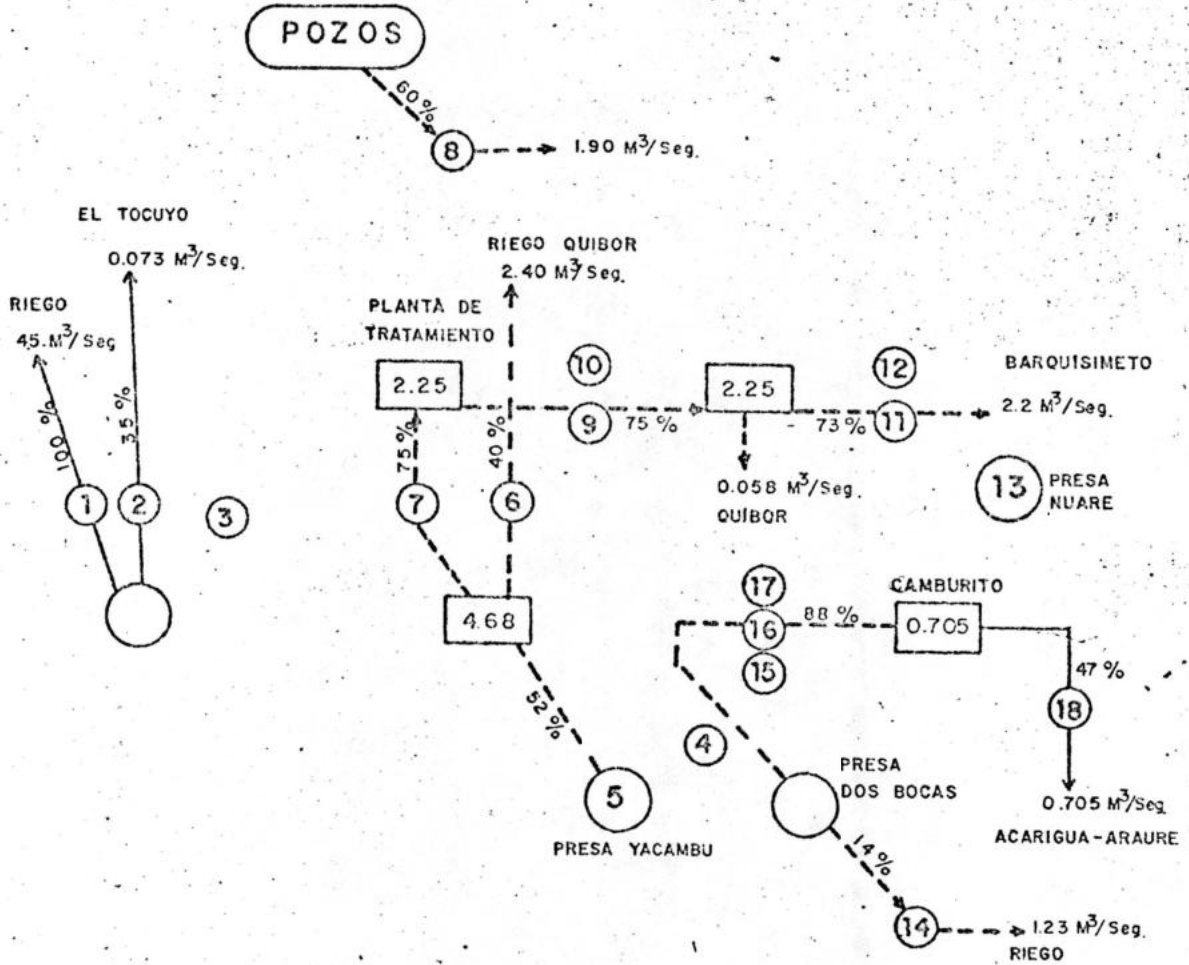 POZOS
60 %
8
1.90 M³/Seg.
EL TOCUYO
0.073 M³/Seg.
RIEGO
45.M³/Seg
100 %
35 %
1
2
3
RIEGO QUIBOR
2.40 M³/Seg.
PLANTA DE
TRATAMIENTO
2.25
75 %
40 %
7
6
10
9
75 %
2.25
0.058 M³/Seg.
QUIBOR
73 %
12
11
BARQUISIMETO
2.2 M³/Seg.
13
PRESA
NUARE
4.68
52 %
5
PRESA YACAMBU
17
16
15
88 %
CAMBURITO
0.705
47 %
18
0.705 M³/Seg.
ACARIGUA-ARAURE
4
PRESA
DOS BOCAS
14 %
14
1.23 M³/Seg.
RIEGO